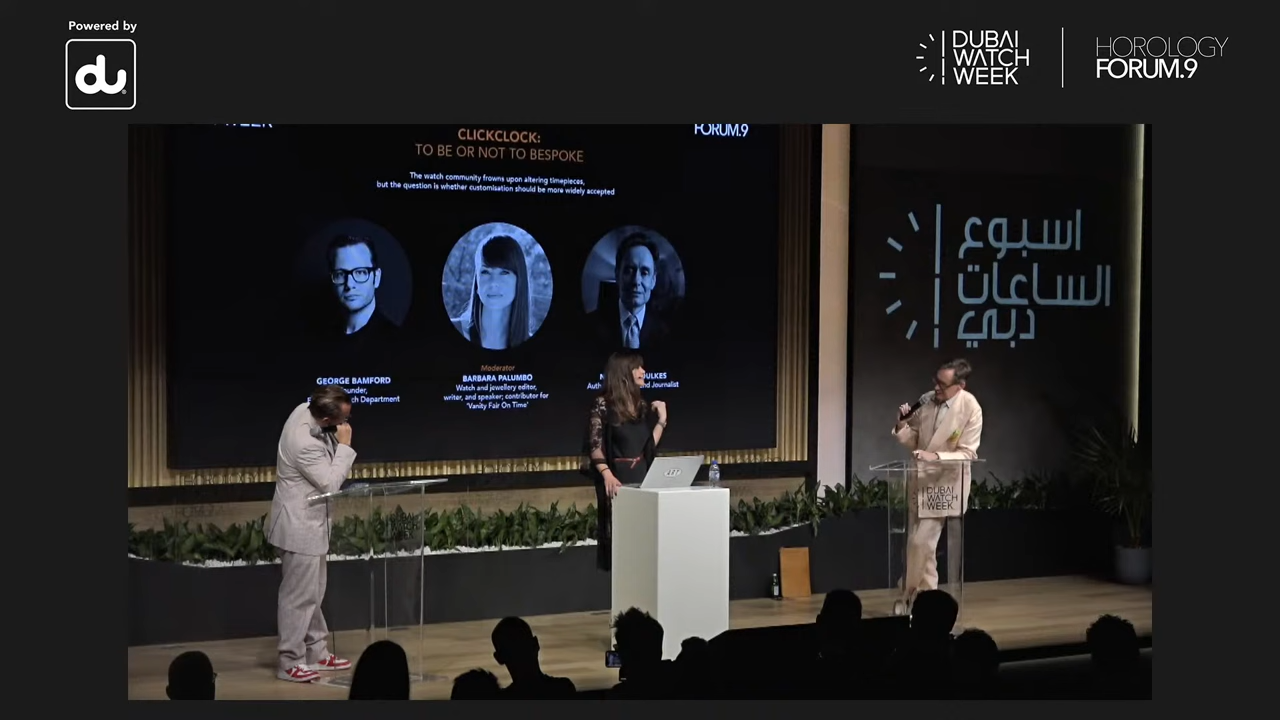 Powered by
du
DUBAI
WATCH
WEEK
HOROLOGY
FORUM.9
WEEK
FORUM.9
CLICKCLOCK:
TO BE OR NOT TO BESPOKE
The watch community frowns upon altering timepieces,
but the question is whether customisation should be more widely accepted
GEORGE BAMFORD
Moderator
BARBARA PALUMBO
Watch and jewellery editor,
writer, and speaker; contributor for
'Vanity Fair On Time'
and Journalist
اسبوع
الساعات
دبي
DUBAI
WATCH
WEEK